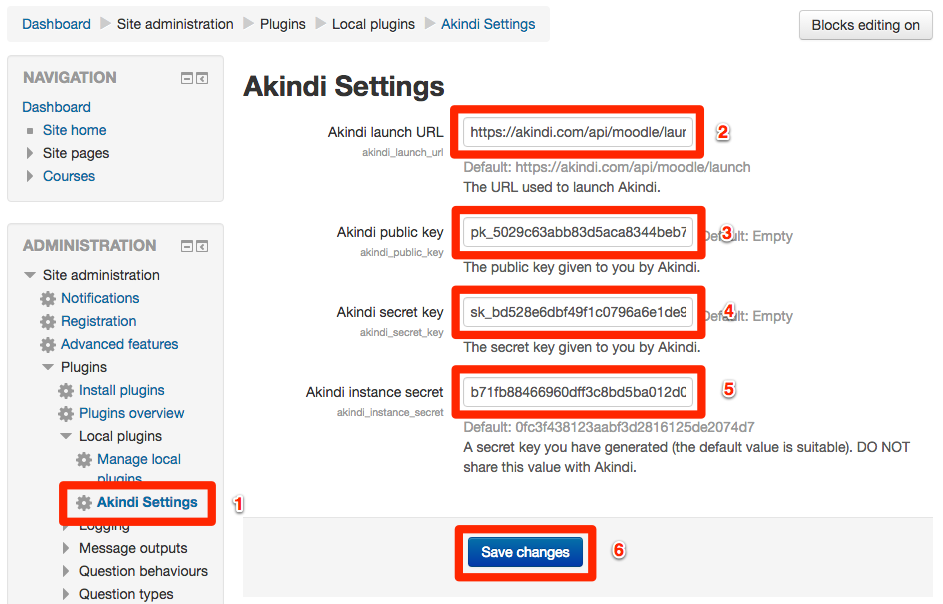 Dashboard Site administration Plugins Local plugins Akindi Settings
Blocks editing on
NAVIGATION
Dashboard
Site home
Site pages
Courses
ADMINISTRATION
Site administration
Notifications
Registration
Advanced features
Plugins
Install plugins
Plugins overview
Local plugins
Manage local
plugins
Akindi Settings
1
Logging
Message outputs
Question behaviours
Question types
Akindi Settings
Akindi launch URL
akindi_launch_url
https://akindi.com/api/moodle/laun
2
Default: https://akindi.com/api/moodle/launch
The URL used to launch Akindi.
Akindi public key
akindi_public_key
pk_5029c63abb83d5aca8344beb7
3
Default: Empty
The public key given to you by Akindi.
Akindi secret key
akindi_secret_key
sk_bd528e6dbf49f1c0796a6e1de9
4
Default: Empty
The secret key given to you by Akindi.
Akindi instance secret
akindi_instance_secret
b71fb88466960dff3c8bd5ba012d0
5
Default: 0fc3f438123aabf3d2816125de2074d7
A secret key you have generated (the default value is suitable). DO NOT
share this value with Akindi.
Save changes
6